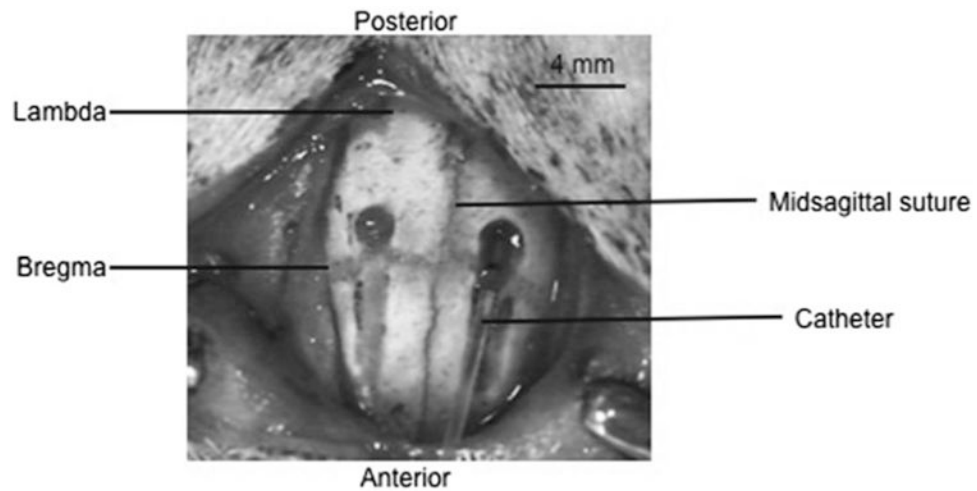 Posterior
4 mm
Lambda
Midsagittal suture
Bregma
Catheter
Anterior